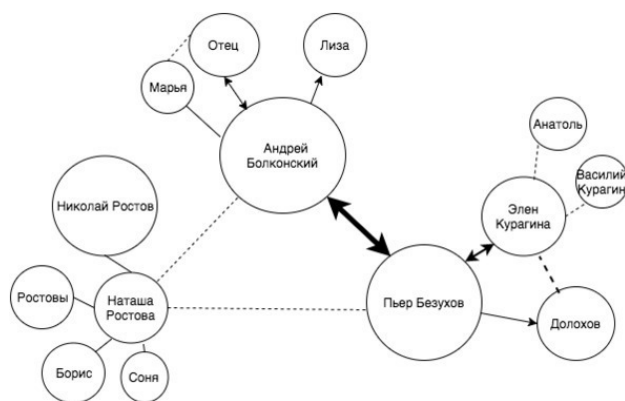 Отец
Лиза
Марья
Андрей
Болконский
Анатоль
Василий
Курагин
Элен
Курагина
Николай Ростов
Ростовы
Наташа
Ростова
Пьер Безухов
Долохов
Борис
Соня